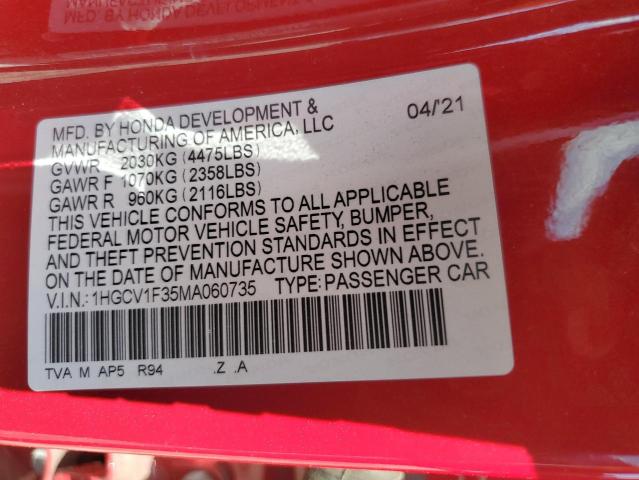 MFD. BY HONDA DEVELOPMENT &
MANUFACTURING OF AMERICA, LLC
04/'21
GVWR 2030KG (4475LBS)
GAWR F 1070KG (2358LBS)
GAWR R 960KG (2116LBS)
THIS VEHICLE CONFORMS TO ALL APPLICABLE
FEDERAL MOTOR VEHICLE SAFETY, BUMPER,
AND THEFT PREVENTION STANDARDS IN EFFECT
ON THE DATE OF MANUFACTURE SHOWN ABOVE.
V.I.N.:1HGCV1F35MA060735 TYPE:PASSENGER CAR
TVA M AP5 R94 .Z .A